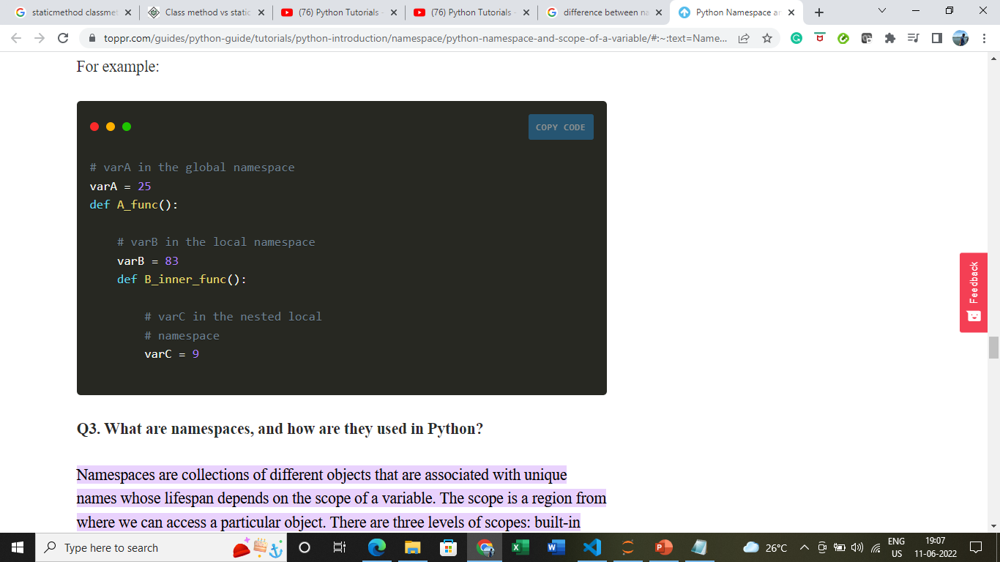 staticmethod classmet
Class method vs static
(76) Python Tutorials -
(76) Python Tutorials -
difference between na
Python Namespace an
toppr.com/guides/python-guide/tutorials/python-introduction/namespace/python-namespace-and-scope-of-a-variable/#:~:text=Name...
For example:
COPY CODE
# varA in the global namespace
varA = 25
def A_func():
# varB in the local namespace
varB = 83
def B_inner_func():
# varC in the nested local
# namespace
varC = 9
Feedback
Q3. What are namespaces, and how are they used in Python?
Namespaces are collections of different objects that are associated with unique
names whose lifespan depends on the scope of a variable. The scope is a region from
where we can access a particular object. There are three levels of scopes: built-in
Type here to search
26°C
ENG
US
19:07
11-06-2022